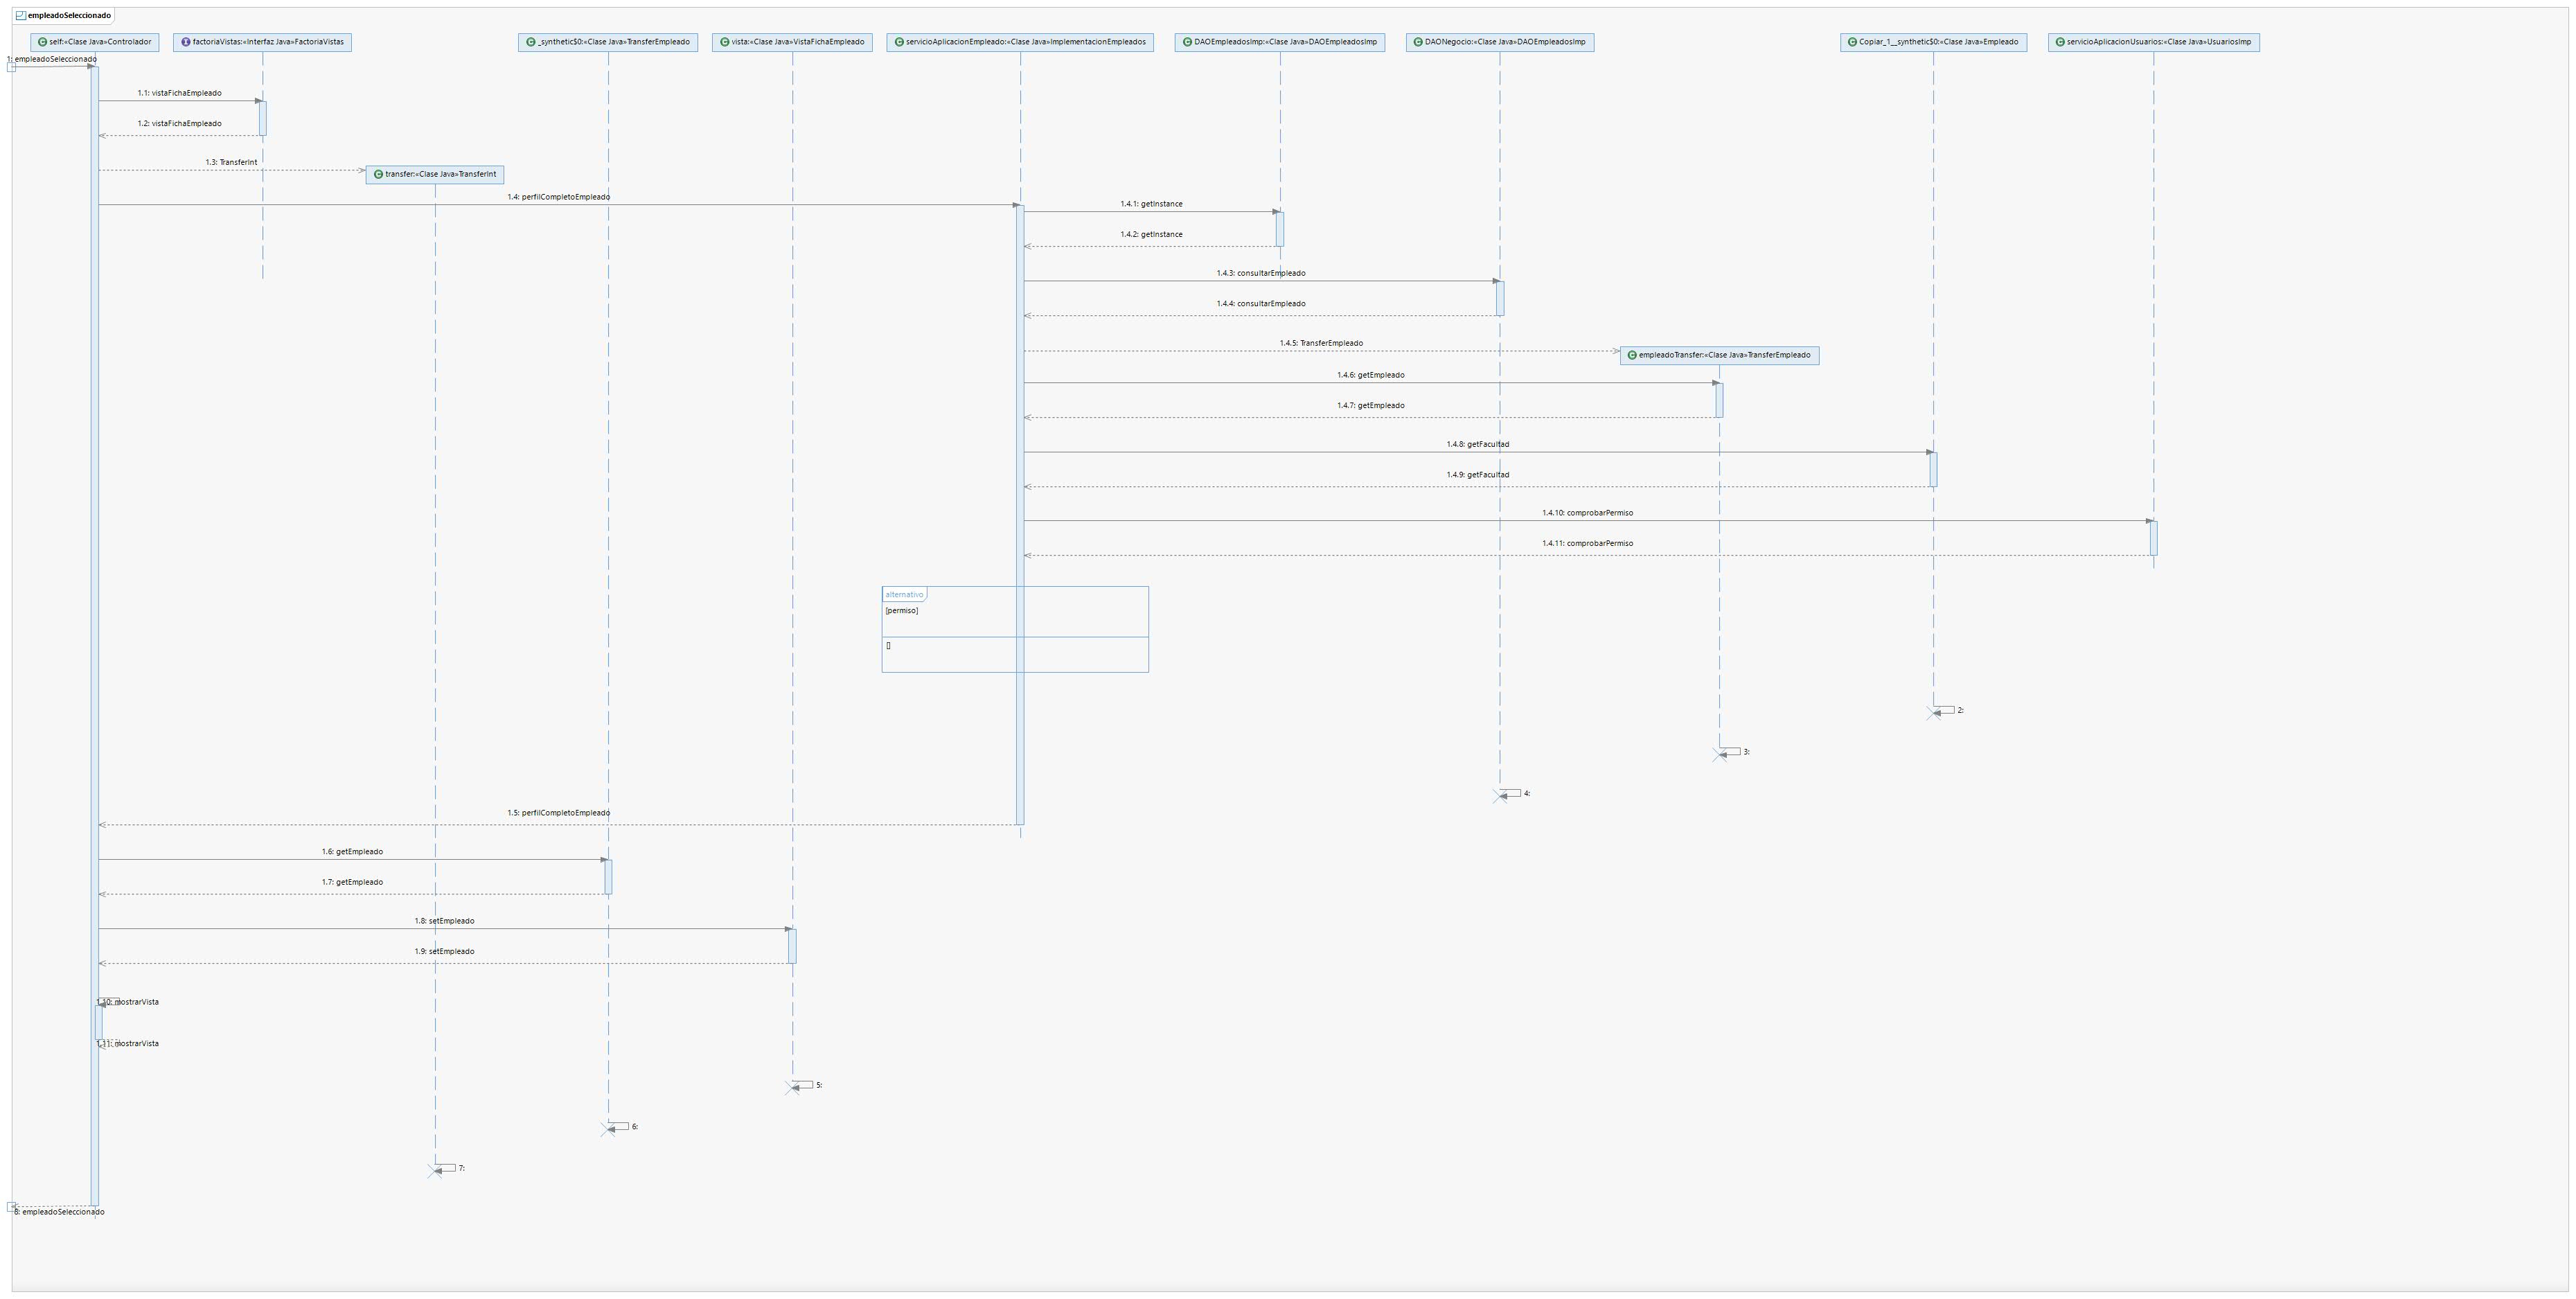 empleadoSeleccionado
self:«Clase Java»Controlador
factoriaVistas:«Interfaz Java»FactoriaVistas
_synthetic$0:«Clase Java»TransferEmpleado
vista:«Clase Java»VistaFichaEmpleado
servicioAplicacionEmpleado:«Clase Java»ImplementacionEmpleados
DAOEmpleadosImp:«Clase Java»DAOEmpleadosImp
DAONegocio:«Clase Java»DAOEmpleadosImp
Copiar_1__synthetic$0:«Clase Java»Empleado
servicioAplicacionUsuarios:«Clase Java»UsuariosImp
1: empleadoSeleccionado
1.1: vistaFichaEmpleado
1.2: vistaFichaEmpleado
1.3: TransferInt
transfer:«Clase Java»TransferInt
1.4: perfilCompletoEmpleado
1.4.1: getInstance
1.4.2: getInstance
1.4.3: consultarEmpleado
1.4.4: consultarEmpleado
1.4.5: TransferEmpleado
empleadoTransfer:«Clase Java»TransferEmpleado
1.4.6: getEmpleado
1.4.7: getEmpleado
1.4.8: getFacultad
1.4.9: getFacultad
1.4.10: comprobarPermiso
1.4.11: comprobarPermiso
alternativo
[permiso]
[]
2:
3:
4:
1.5: perfilCompletoEmpleado
1.6: getEmpleado
1.7: getEmpleado
1.8: setEmpleado
1.9: setEmpleado
1.10: mostrarVista
1.11: mostrarVista
5:
6:
7:
8: empleadoSeleccionado